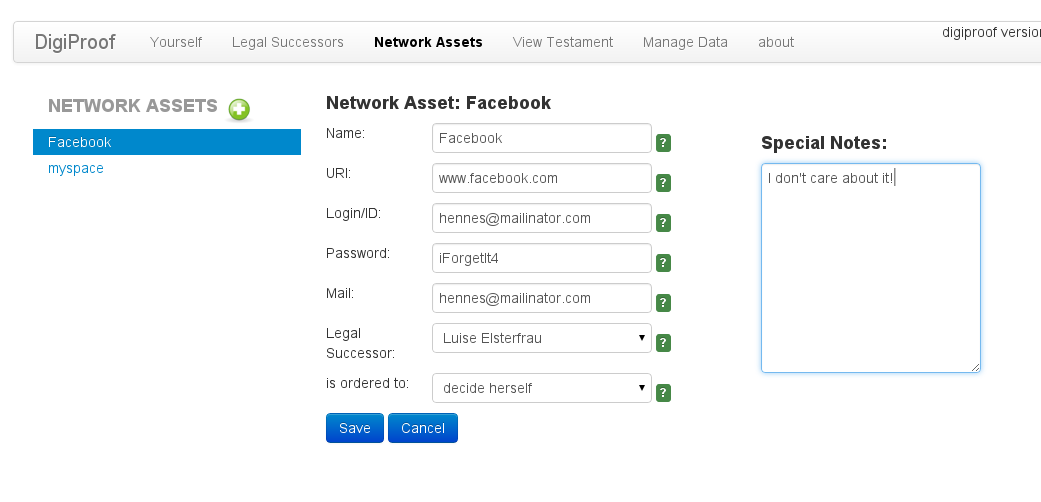 DigiProof Yourself Legal Successors Network Assets View Testament Manage Data about digiproof version
NETWORK ASSETS
Facebook
myspace
Network Asset: Facebook
Name: Facebook ?
URI: www.facebook.com ?
Login/ID: hennes@mailinator.com ?
Password: iForgetIt4 ?
Mail: hennes@mailinator.com ?
Legal
Successor: Luise Elsterfrau ?
is ordered to: decide herself ?
Save Cancel
Special Notes:
I don't care about it!